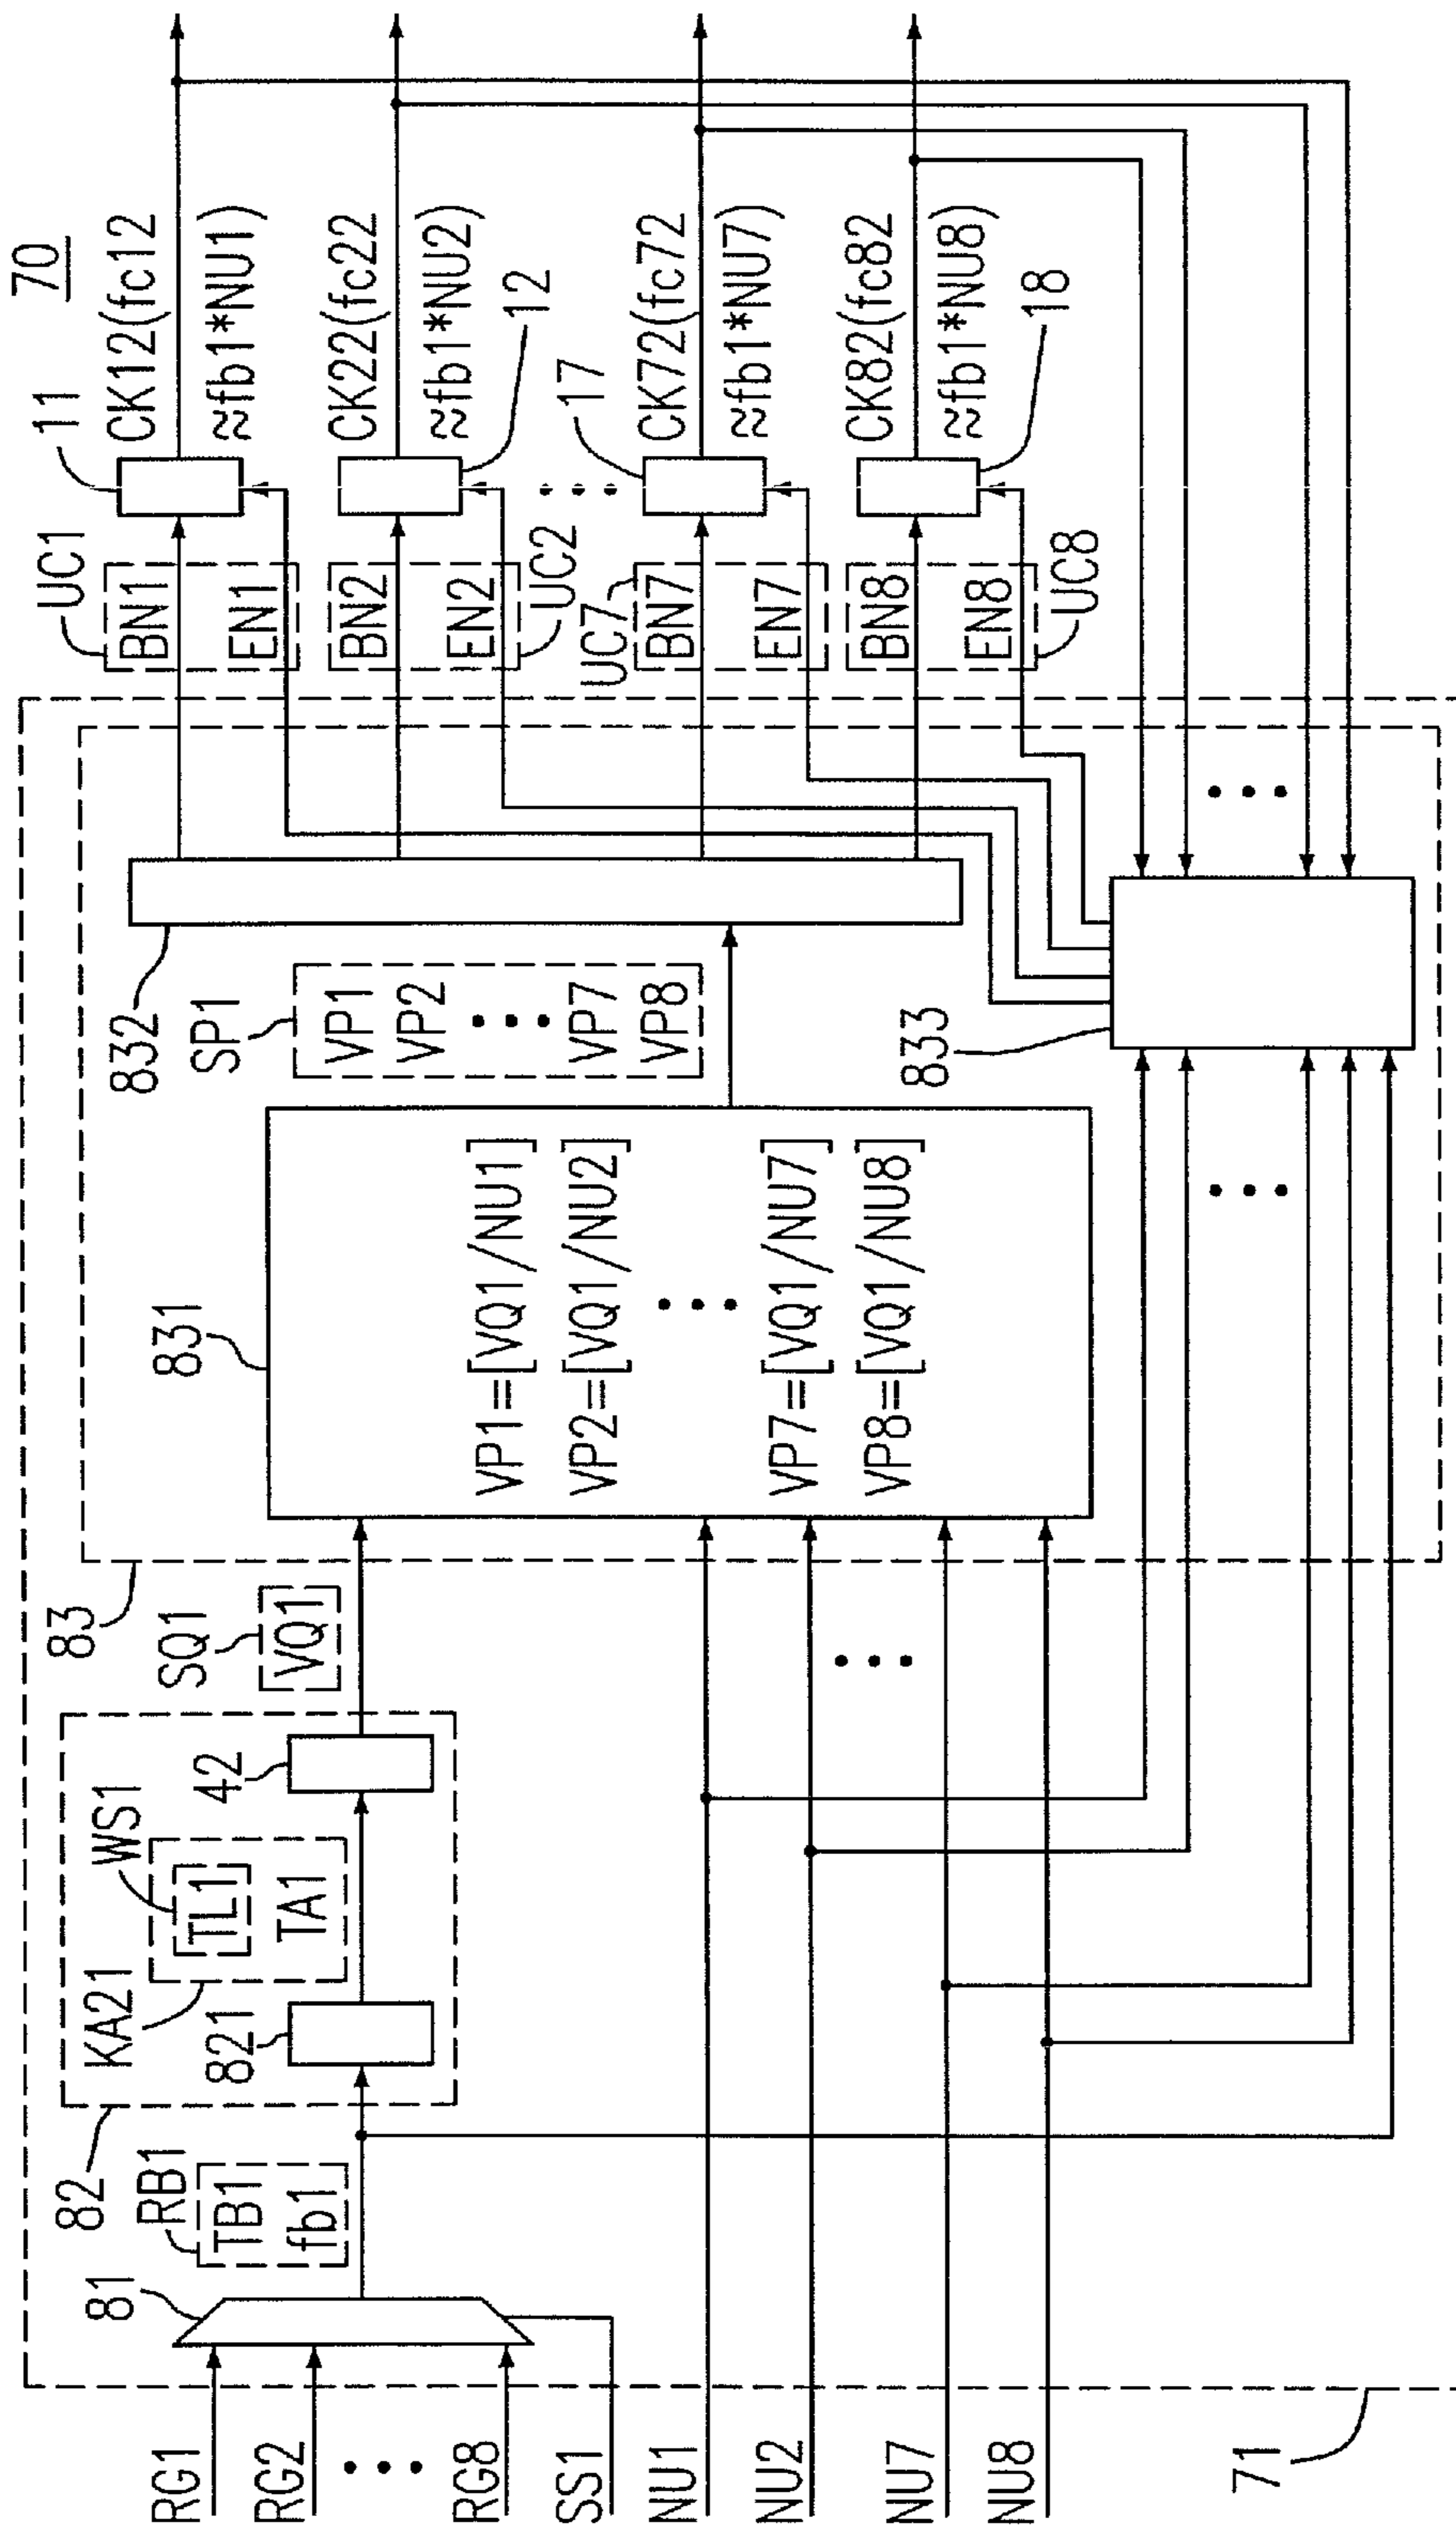 70
11
CK12(fc12
≈fb1*NU1)
UC1
BN1
EN1
CK22(fc22
≈fb1*NU2)
12
BN2
EN2
UC2
• • •
17
CK72(fc72
≈fb1*NU7)
UC7
BN7
EN7
CK82(fc82
≈fb1*NU8)
18
BN8
EN8
UC8
832
SP1
VP1
VP2
• • •
VP7
VP8
833
• • •
831
VP1=[VQ1/NU1]
VP2=[VQ1/NU2]
• • •
VP7=[VQ1/NU7]
VP8=[VQ1/NU8]
• • •
83
SQ1
VQ1
• • •
42
WS1
TL1
TA1
KA21
821
82
RB1
TB1
fb1
81
RG1
RG2
• • •
RG8
SS1
NU1
NU2
NU7
NU8
71